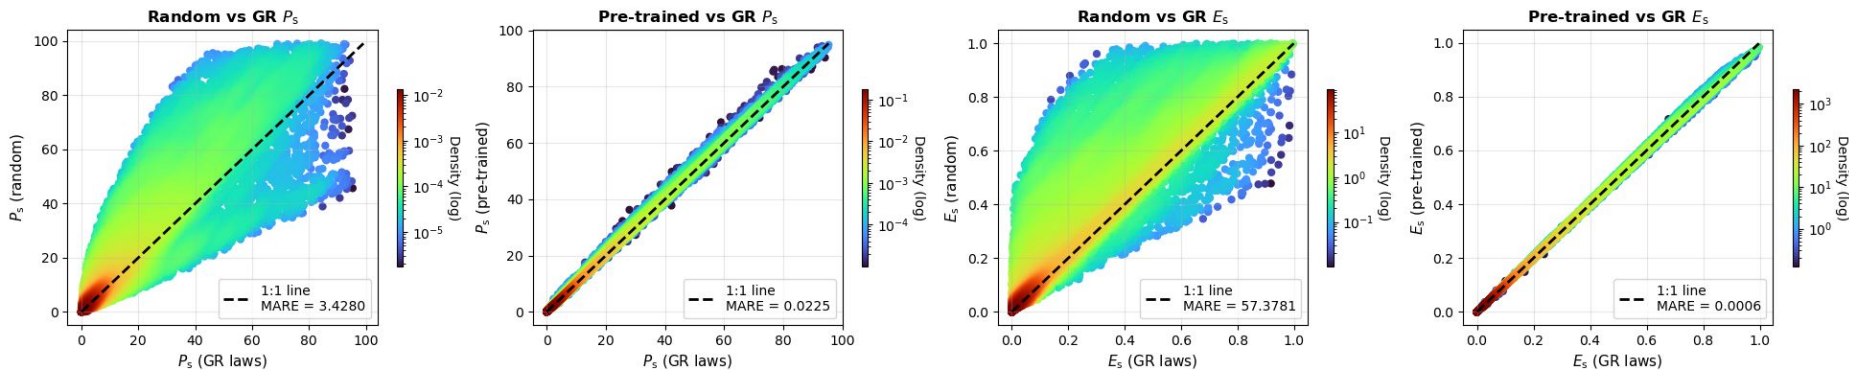 Random vs GR Ps
100
80
60
40
20
0
0 20 40 60 80 100
Ps (random)
Ps (GR laws)
1:1 line
MARE = 3.4280
10⁻²
10⁻³
10⁻⁴
10⁻⁵
Density (log)
Pre-trained vs GR Ps
100
80
60
40
20
0
0 20 40 60 80 100
Ps (pre-trained)
Ps (GR laws)
1:1 line
MARE = 0.0225
10⁻¹
10⁻²
10⁻³
10⁻⁴
Density (log)
Random vs GR Es
1.0
0.8
0.6
0.4
0.2
0.0
0.0 0.2 0.4 0.6 0.8 1.0
Es (random)
Es (GR laws)
1:1 line
MARE = 57.3781
10¹
10⁰
10⁻¹
Density (log)
Pre-trained vs GR Es
1.0
0.8
0.6
0.4
0.2
0.0
0.0 0.2 0.4 0.6 0.8 1.0
Es (pre-trained)
Es (GR laws)
1:1 line
MARE = 0.0006
10³
10²
10¹
10⁰
Density (log)